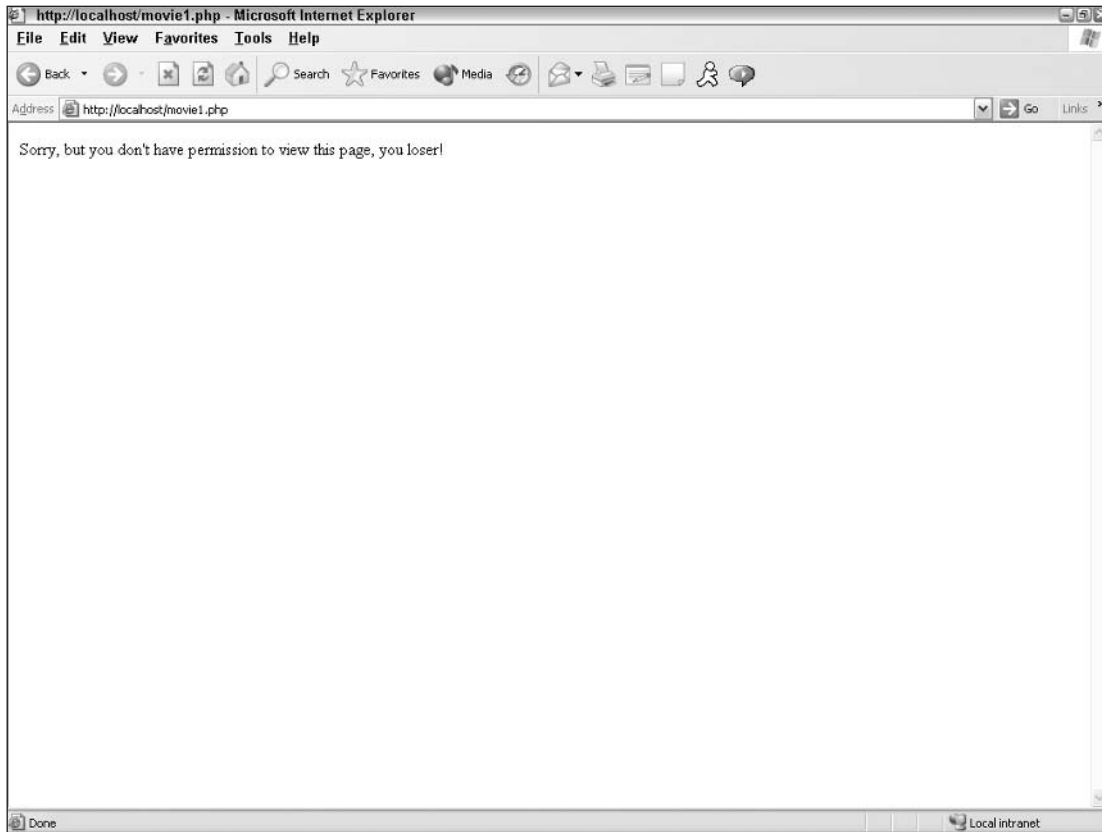 http://localhost/movie1.php - Microsoft Internet Explorer
File Edit View Favorites Tools Help
Back Search Favorites Media
Address http://localhost/movie1.php Go Links
Sorry, but you don't have permission to view this page, you loser!
Done Local intranet